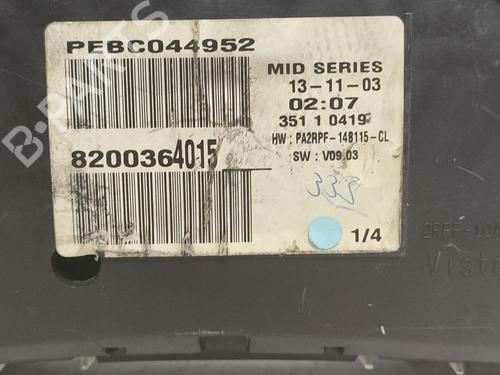 PEBC044952
MID SERIES
13-11-03
02:07
351 1 0419
HW : PA2RPF-14B115-CL
SW : V09.03
8200364015
333
1/4
B-PARTS